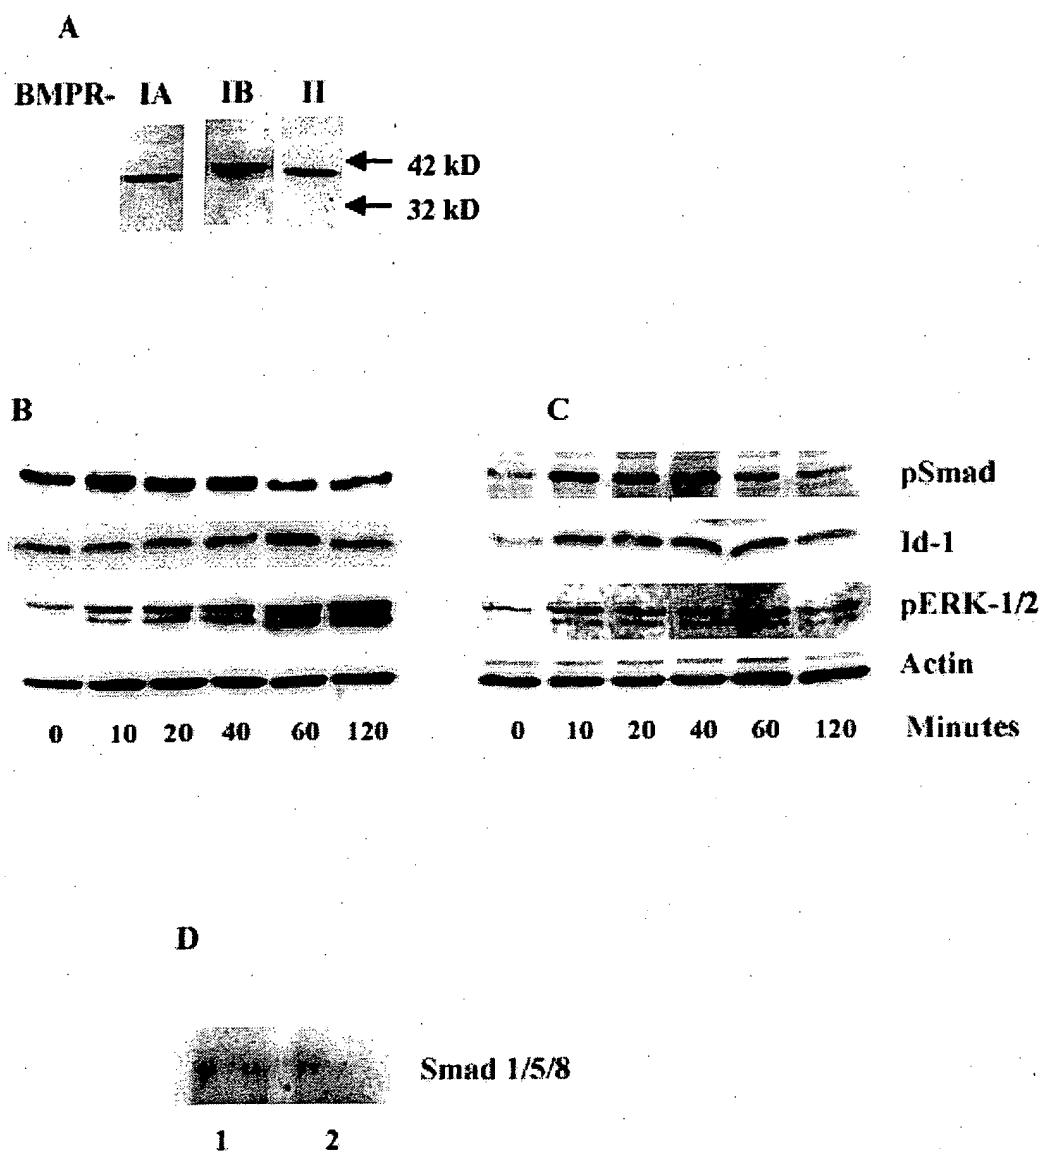 A
BMPR- IA IB II
42 kD
32 kD
B C
pSmad
Id-1
pERK-1/2
Actin
0 10 20 40 60 120 0 10 20 40 60 120 Minutes
D
Smad 1/5/8
1 2